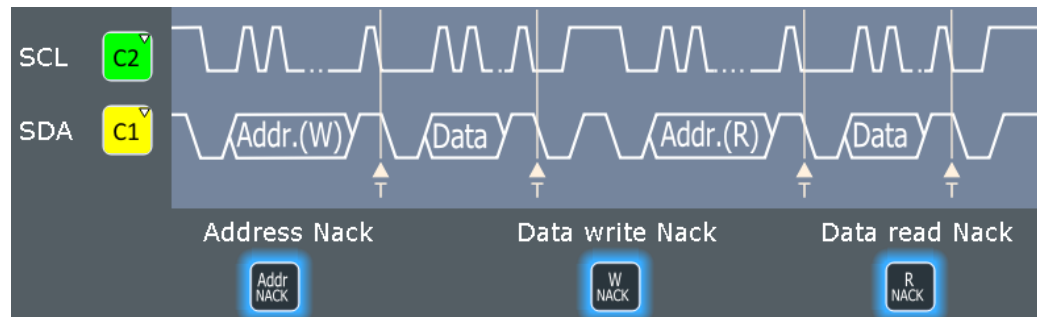 SCL C2
SDA C1 Addr.(W) Data Addr.(R) Data
T T T T
Address Nack Data write Nack Data read Nack
Addr W R
NACK NACK NACK